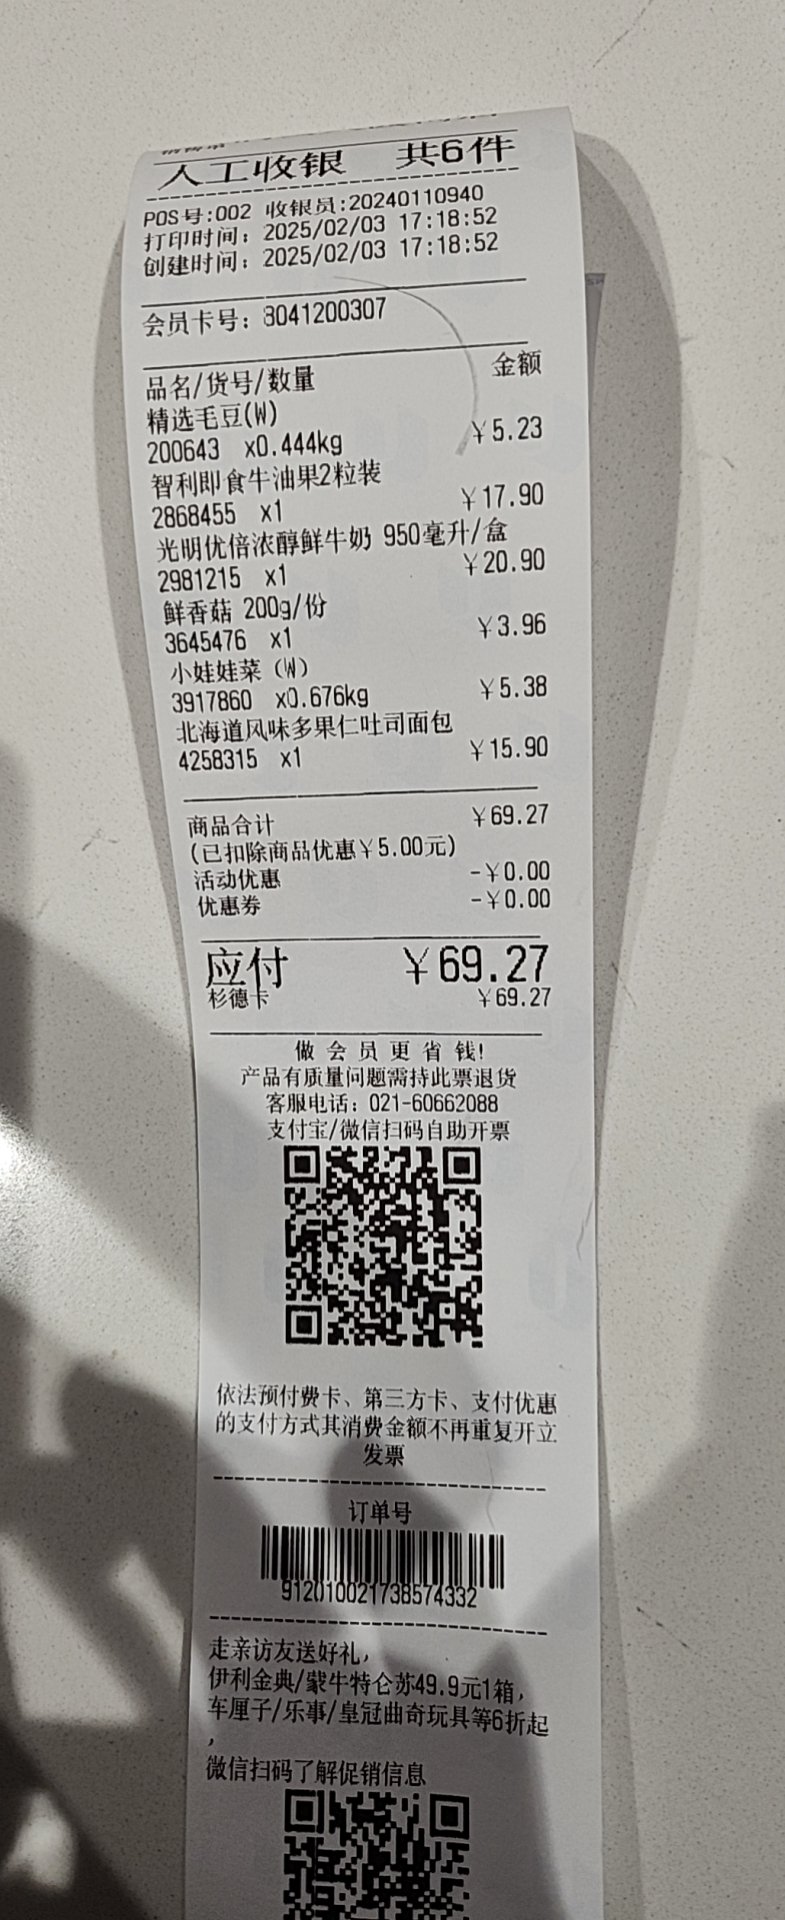 人工收银 共6件
POS号:002 收银员:20240110940
打印时间: 2025/02/03 17:18:52
创建时间: 2025/02/03 17:18:52
会员卡号: 8041200307
品名/货号/数量 金额
精选毛豆(W)
200643 x0.444kg ￥5.23
智利即食牛油果2粒装
2868455 x1 ￥17.90
光明优倍浓醇鲜牛奶 950毫升/盒
2981215 x1 ￥20.90
鲜香菇 200g/份
3645476 x1 ￥3.96
小娃娃菜（W）
3917860 x0.676kg ￥5.38
北海道风味多果仁吐司面包
4258315 x1 ￥15.90
商品合计 ￥69.27
(已扣除商品优惠￥5.00元)
活动优惠 -￥0.00
优惠券 -￥0.00
应付 ￥69.27
杉德卡 ￥69.27
做 会 员 更 省 钱!
产品有质量问题需持此票退货
客服电话: 021-60662088
支付宝/微信扫码自助开票
依法预付费卡、第三方卡、支付优惠
的支付方式其消费金额不再重复开立
发票
订单号
912010021738574332
走亲访友送好礼,
伊利金典/蒙牛特仑苏49.9元1箱,
车厘子/乐事/皇冠曲奇玩具等6折起
,
微信扫码了解促销信息